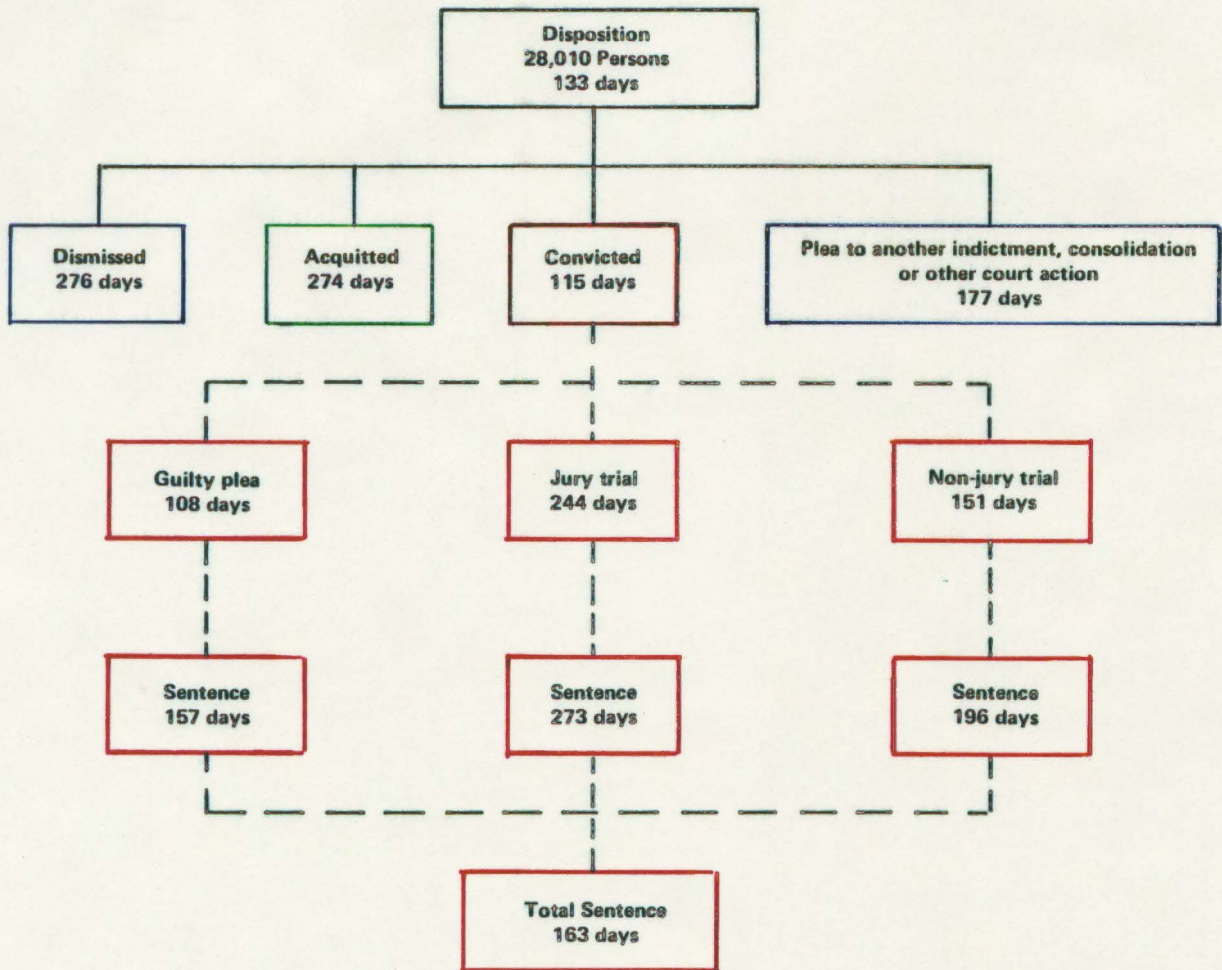 Disposition
28,010 Persons
133 days
Dismissed
276 days
Acquitted
274 days
Convicted
115 days
Plea to another indictment, consolidation
or other court action
177 days
Guilty plea
108 days
Jury trial
244 days
Non-jury trial
151 days
Sentence
157 days
Sentence
273 days
Sentence
196 days
Total Sentence
163 days